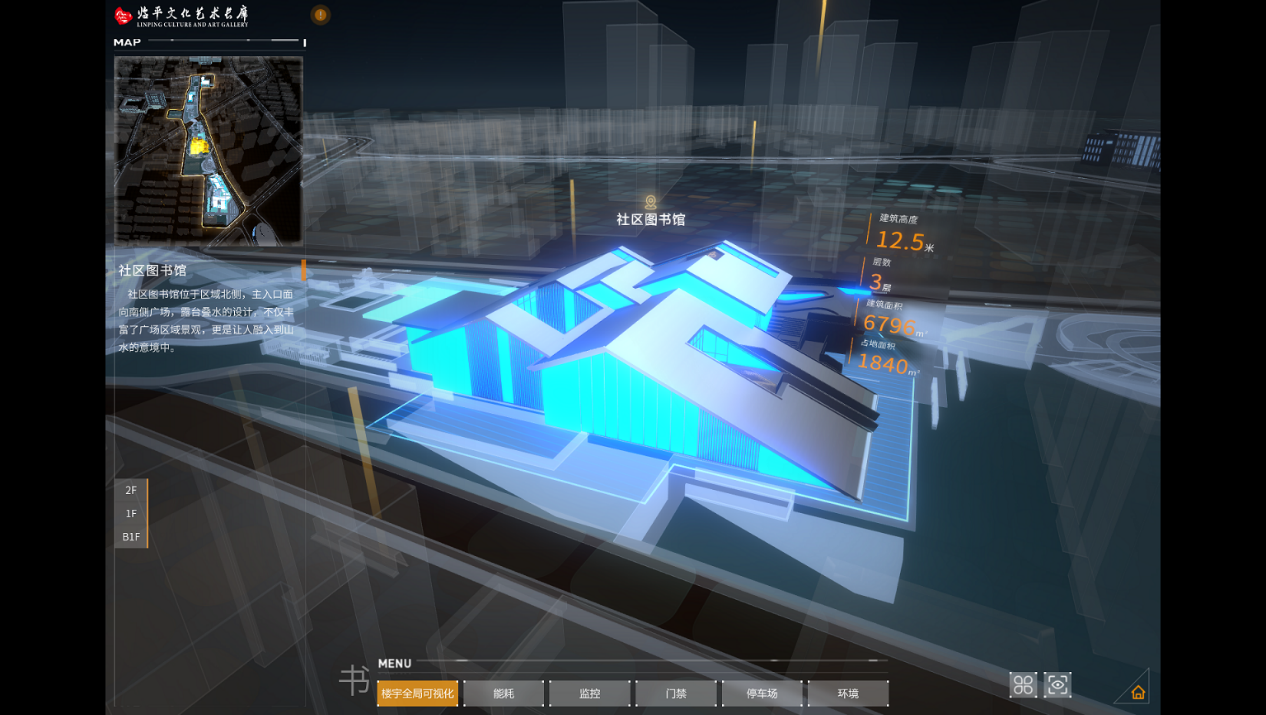 临平文化艺术长廊
LINPING CULTURE AND ART GALLERY
MAP
社区图书馆
社区图书馆位于区域北侧，主入口面
向南侧广场，露台叠水的设计，不仅丰
富了广场区域景观，更是让人融入到山
水的意境中。
2F
1F
B1F
社区图书馆
建筑高度
12.5米
层数
3层
建筑面积
6796m²
占地面积
1840m²
书
MENU
楼宇全局可视化
能耗
监控
门禁
停车场
环境